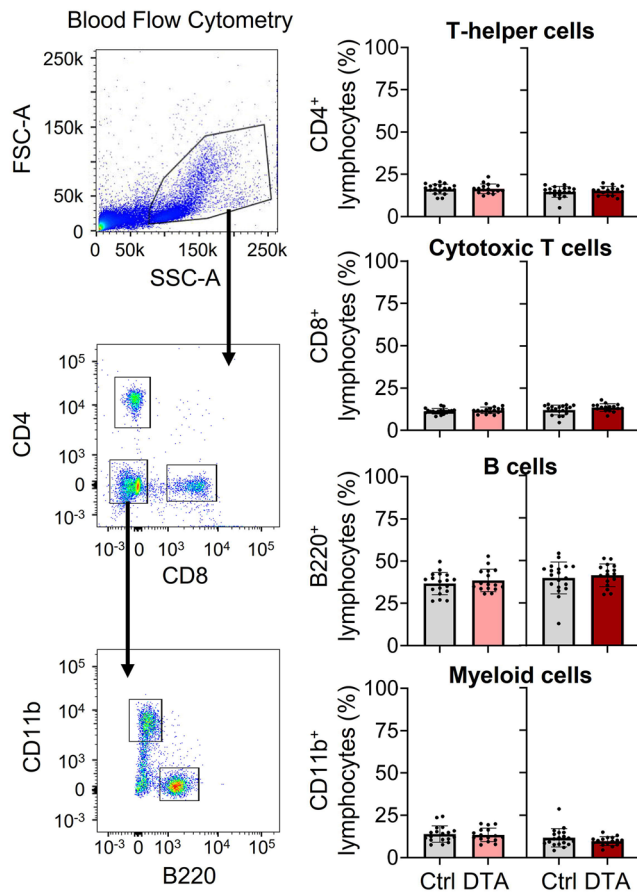 Blood Flow Cytometry
FSC-A
250k
150k
50k
0
0 50k 150k 250k
SSC-A
CD4
10⁵
10⁴
10³
0
10-³
10-³ 0 10³ 10⁴ 10⁵
CD8
CD11b
10⁵
10⁴
10³
0
10-³
10-³ 0 10³ 10⁴ 10⁵
B220
T-helper cells
CD4⁺
lymphocytes (%)
100
75
50
25
0
Cytotoxic T cells
CD8⁺
lymphocytes (%)
100
75
50
25
0
B cells
B220⁺
lymphocytes (%)
100
75
50
25
0
Myeloid cells
CD11b⁺
lymphocytes (%)
100
75
50
25
0
Ctrl DTA Ctrl DTA